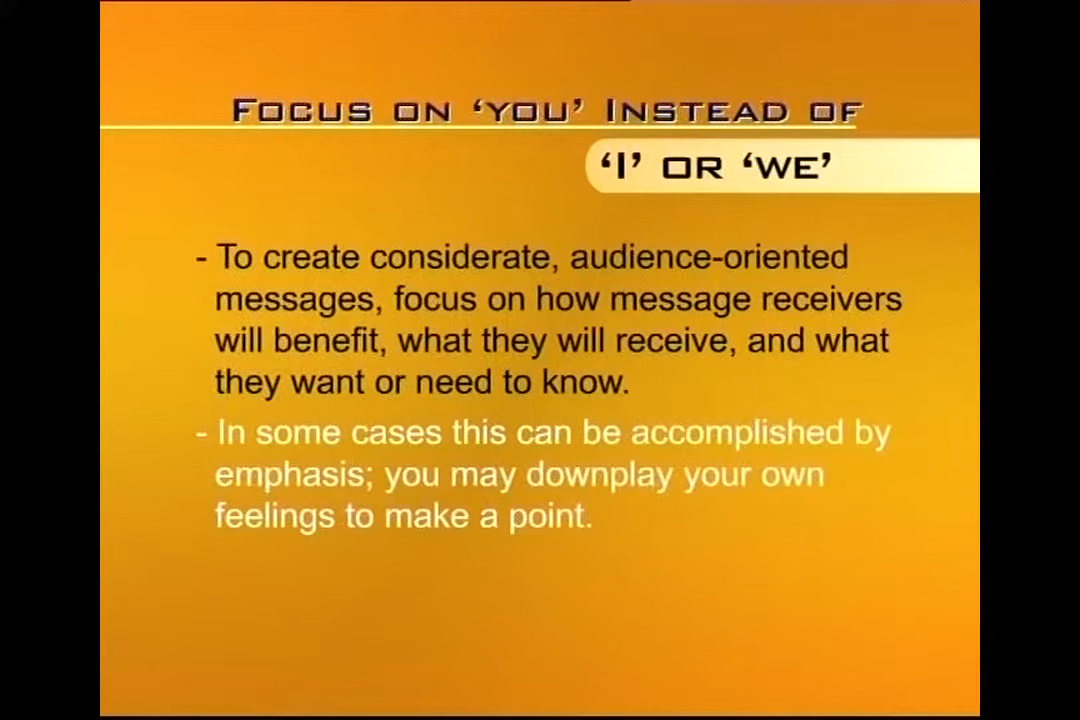 FOCUS ON ‘YOU’ INSTEAD OF
‘I’ OR ‘WE’
- To create considerate, audience-oriented
messages, focus on how message receivers
will benefit, what they will receive, and what
they want or need to know.
- In some cases this can be accomplished by
emphasis; you may downplay your own
feelings to make a point.